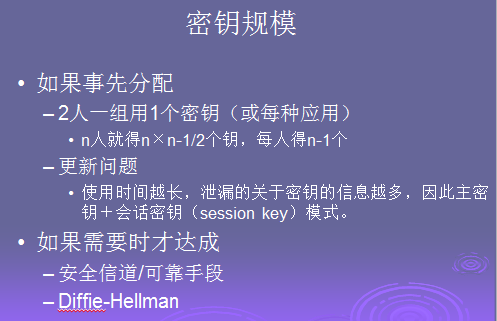 密钥规模
• 如果事先分配
– 2人一组用1个密钥（或每种应用）
• n人就得n×n-1/2个钥，每人得n-1个
– 更新问题
• 使用时间越长，泄漏的关于密钥的信息越多，因此主密
钥＋会话密钥（session key）模式。
• 如果需要时才达成
– 安全信道/可靠手段
– Diffie-Hellman